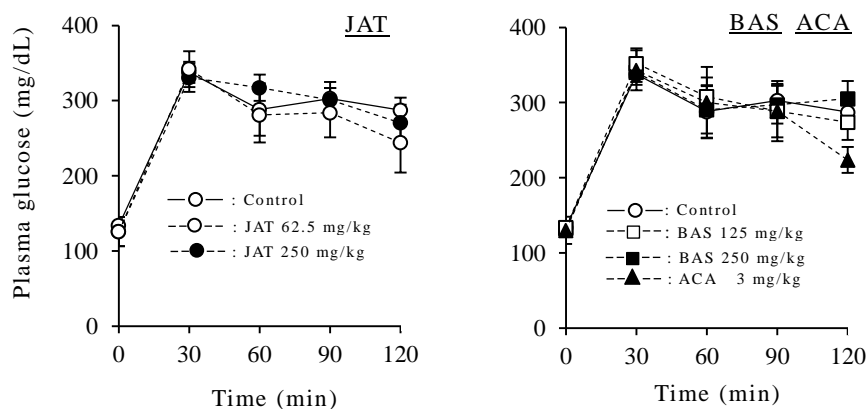 JAT
Plasma glucose (mg/dL)
400
300
200
100
0
: Control
: JAT 62.5 mg/kg
: JAT 250 mg/kg
0 30 60 90 120
Time (min)
BAS ACA
400
300
200
100
0
: Control
: BAS 125 mg/kg
: BAS 250 mg/kg
: ACA 3 mg/kg
0 30 60 90 120
Time (min)